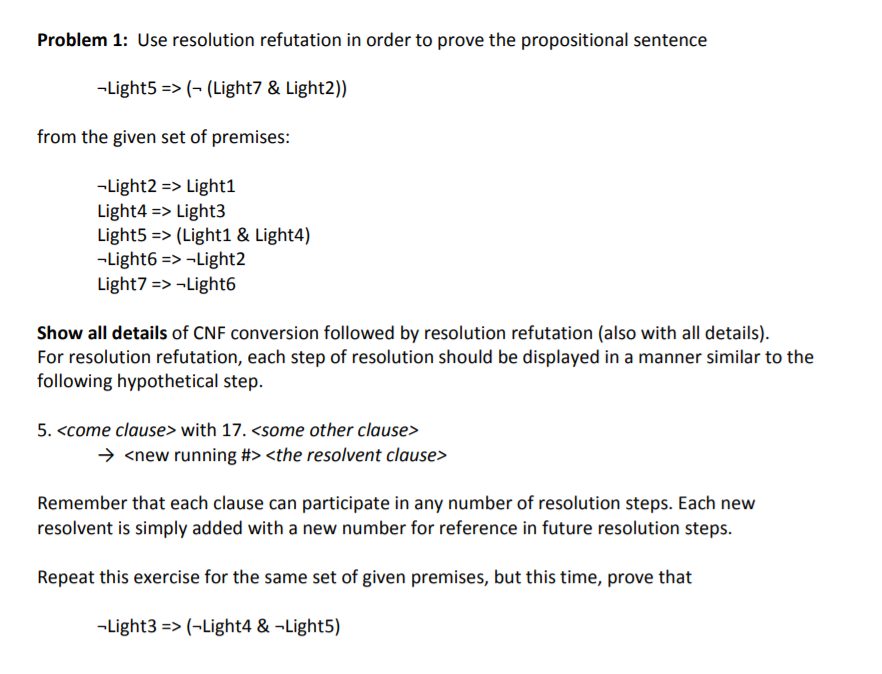 Problem 1: Use resolution refutation in order to prove the propositional sentence
¬Light5 => (¬ (Light7 & Light2))
from the given set of premises:
¬Light2 => Light1
Light4 => Light3
Light5 => (Light1 & Light4)
¬Light6 => ¬Light2
Light7 => ¬Light6
Show all details of CNF conversion followed by resolution refutation (also with all details).
For resolution refutation, each step of resolution should be displayed in a manner similar to the
following hypothetical step.
5. <come clause> with 17. <some other clause>
→ <new running #> <the resolvent clause>
Remember that each clause can participate in any number of resolution steps. Each new
resolvent is simply added with a new number for reference in future resolution steps.
Repeat this exercise for the same set of given premises, but this time, prove that
¬Light3 => (¬Light4 & ¬Light5)